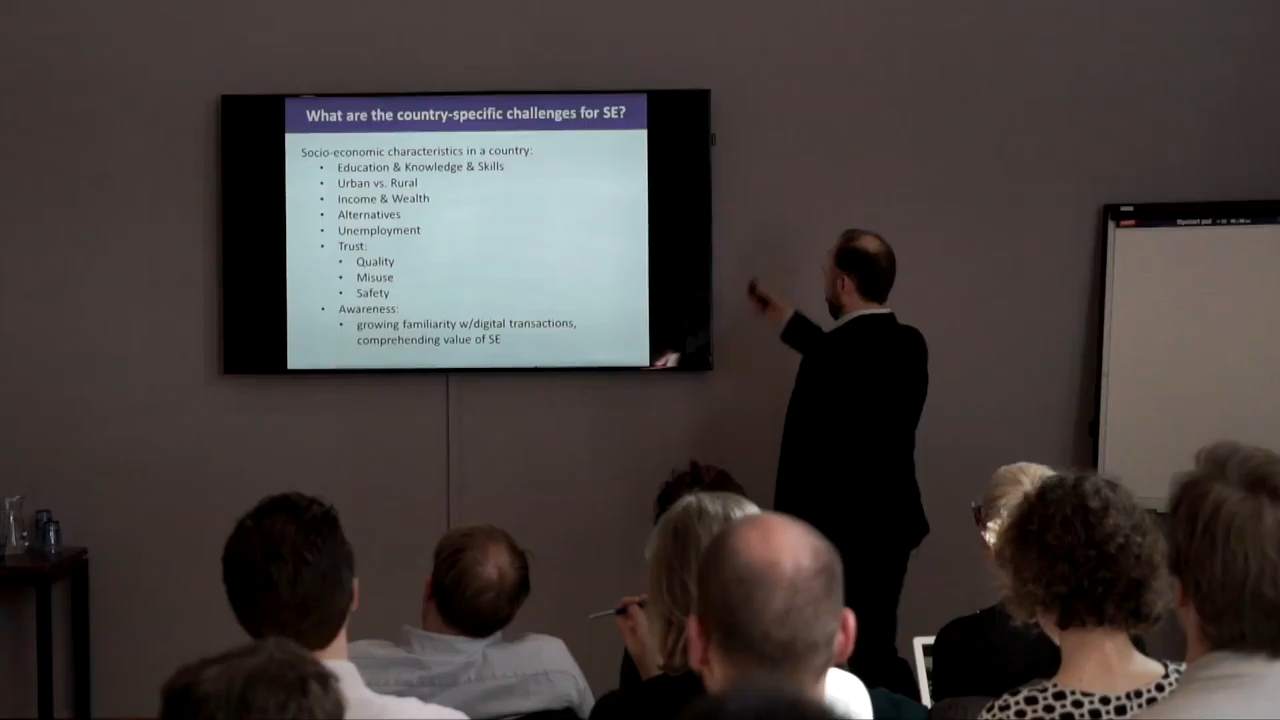 What are the country-specific challenges for SE?
Socio-economic characteristics in a country:
• Education & Knowledge & Skills
• Urban vs. Rural
• Income & Wealth
• Alternatives
• Unemployment
• Trust:
• Quality
• Misuse
• Safety
• Awareness:
• growing familiarity w/digital transactions,
comprehending value of SE